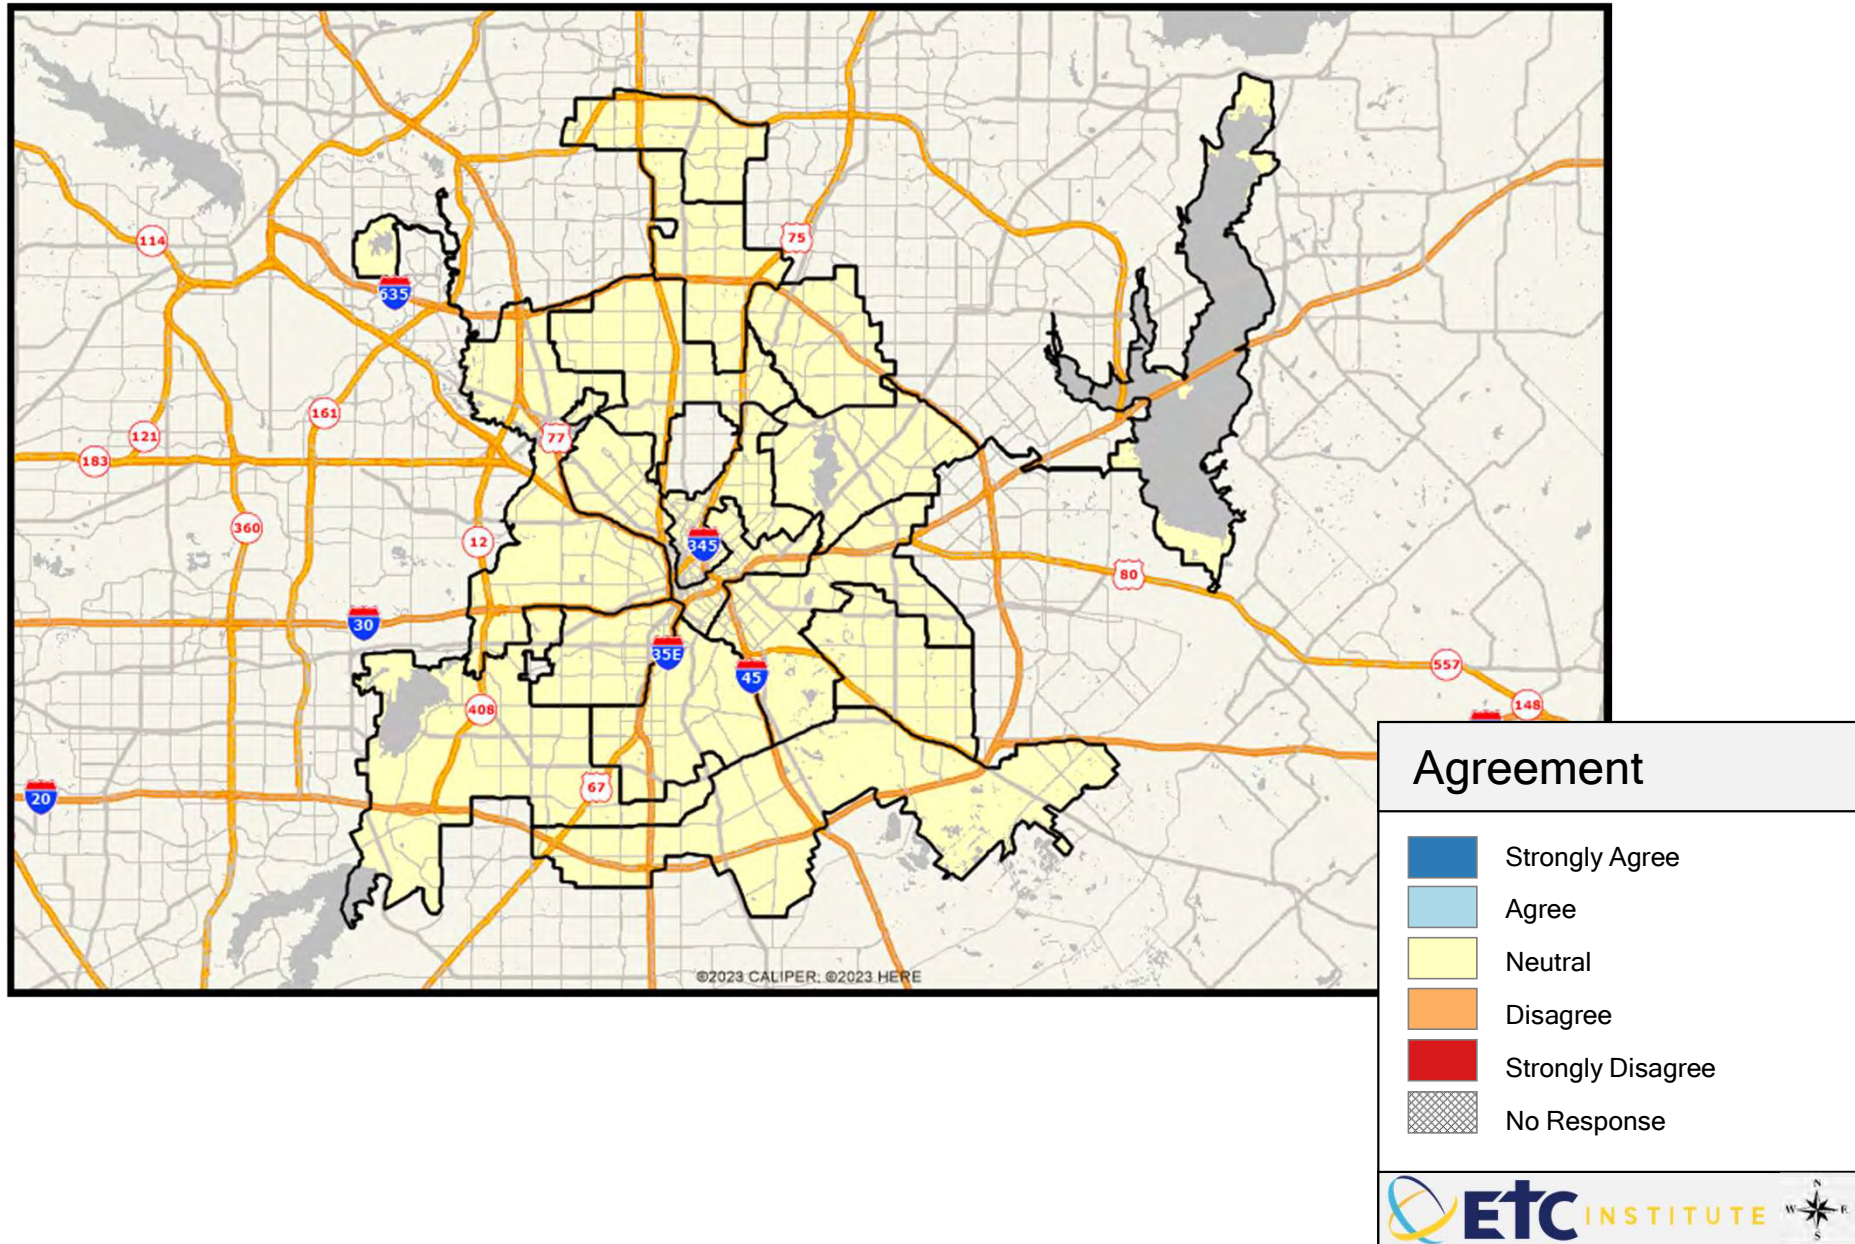 114
75
635
161
77
121
183
360
12
345
80
30
35E
45
557
408
148
67
20
©2023 CALIPER; ©2023 HERE
Agreement
Strongly Agree
Agree
Neutral
Disagree
Strongly Disagree
No Response
ETC INSTITUTE
N
W E
S